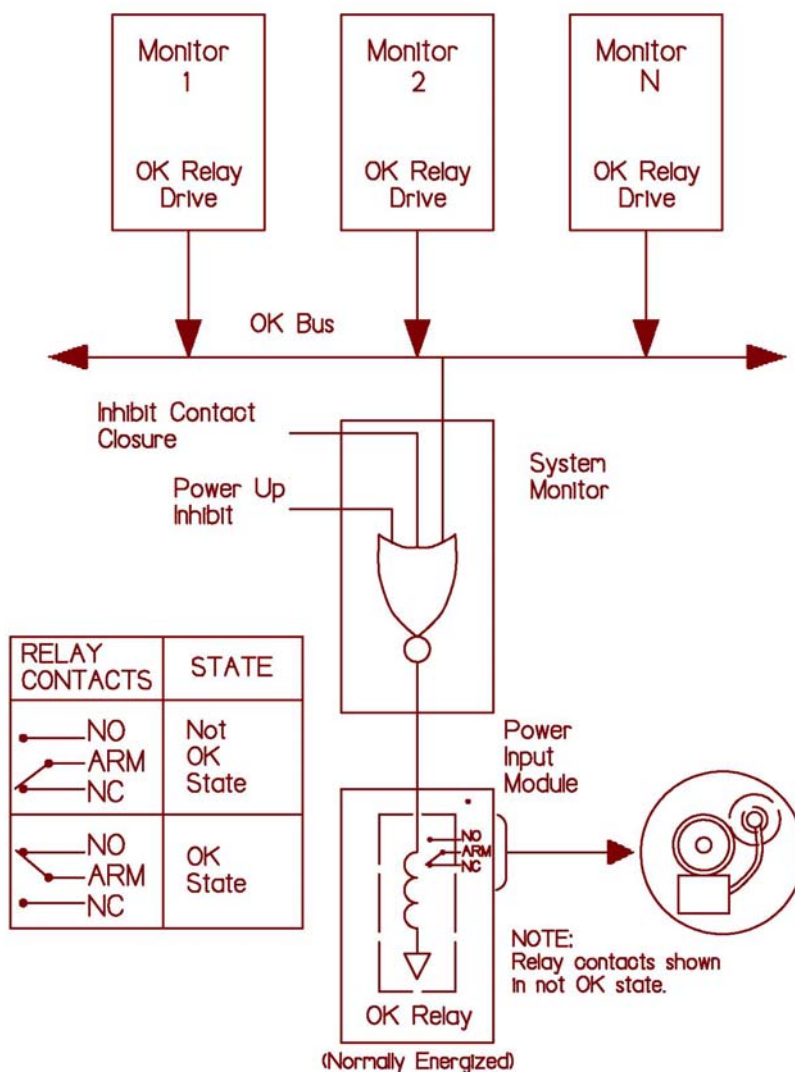 Monitor
1
OK Relay
Drive
Monitor
2
OK Relay
Drive
Monitor
N
OK Relay
Drive
OK Bus
Inhibit Contact
Closure
Power Up
Inhibit
System
Monitor
RELAY
CONTACTS
STATE
NO
ARM
NC
Not
OK
State
NO
ARM
NC
OK
State
Power
Input
Module
NO
ARM
NC
OK Relay
(Normally Energized)
NOTE:
Relay contacts shown
in not OK state.